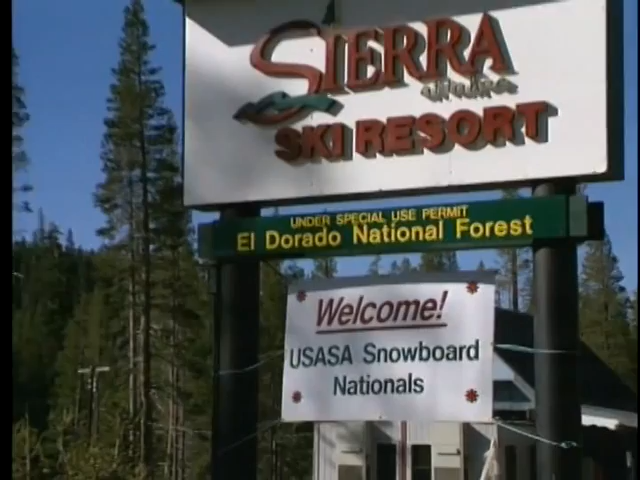 SIERRA
SKI RESORT
UNDER SPECIAL USE PERMIT
El Dorado National Forest
Welcome!
USASA Snowboard
Nationals